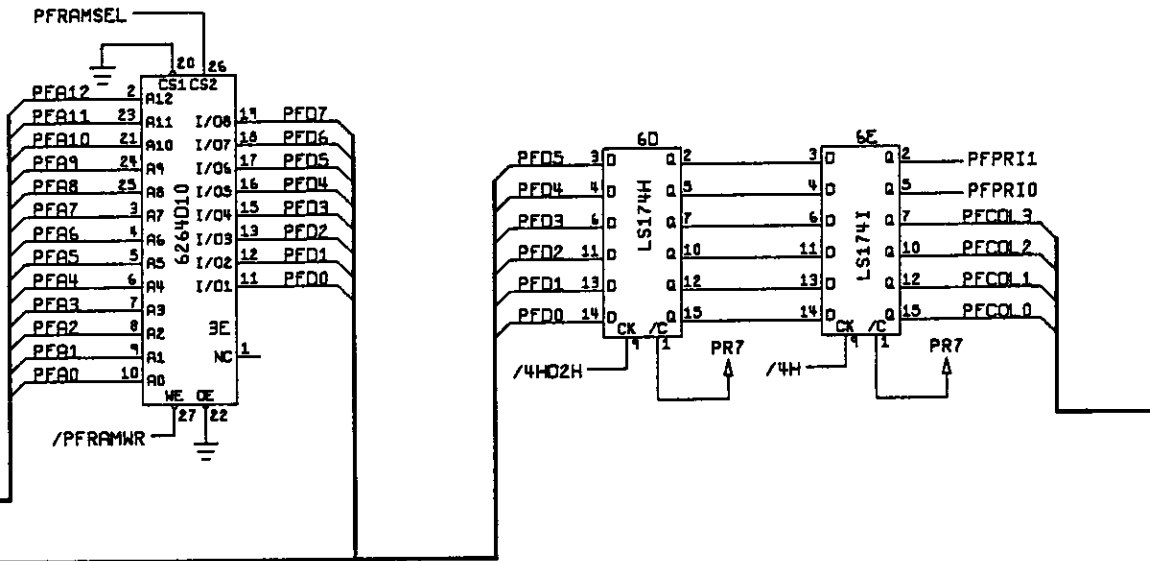 PFRAMSEL
20 26
CS1 CS2
PFA12 2 A12
PFA11 23 A11 I/O8 19 PFD7
PFA10 21 A10 I/O7 18 PFD6
PFA9 24 A9 I/O6 17 PFD5
PFA8 25 A8 I/O5 16 PFD4
PFA7 3 A7 I/O4 15 PFD3
PFA6 4 A6 I/O3 13 PFD2
PFA5 5 A5 I/O2 12 PFD1
PFA4 6 A4 I/O1 11 PFD0
PFA3 7 A3
PFA2 8 A2 3E
PFA1 9 A1 NC 1
PFA0 10 A0
6264D10
WE OE
27 22
/PFRAMWR
6D
PFD5 3 D Q 2
PFD4 4 D Q 5
PFD3 6 D Q 7
PFD2 11 D Q 10
PFD1 13 D Q 12
PFD0 14 D Q 15
LS174H
CK /C
9 1
/4HD2H
PR7
6E
3 D Q 2 PFPRI1
4 D Q 5 PFPRI0
6 D Q 7 PFCOL3
11 D Q 10 PFCOL2
13 D Q 12 PFCOL1
14 D Q 15 PFCOL0
LS174I
CK /C
9 1
/4H
PR7